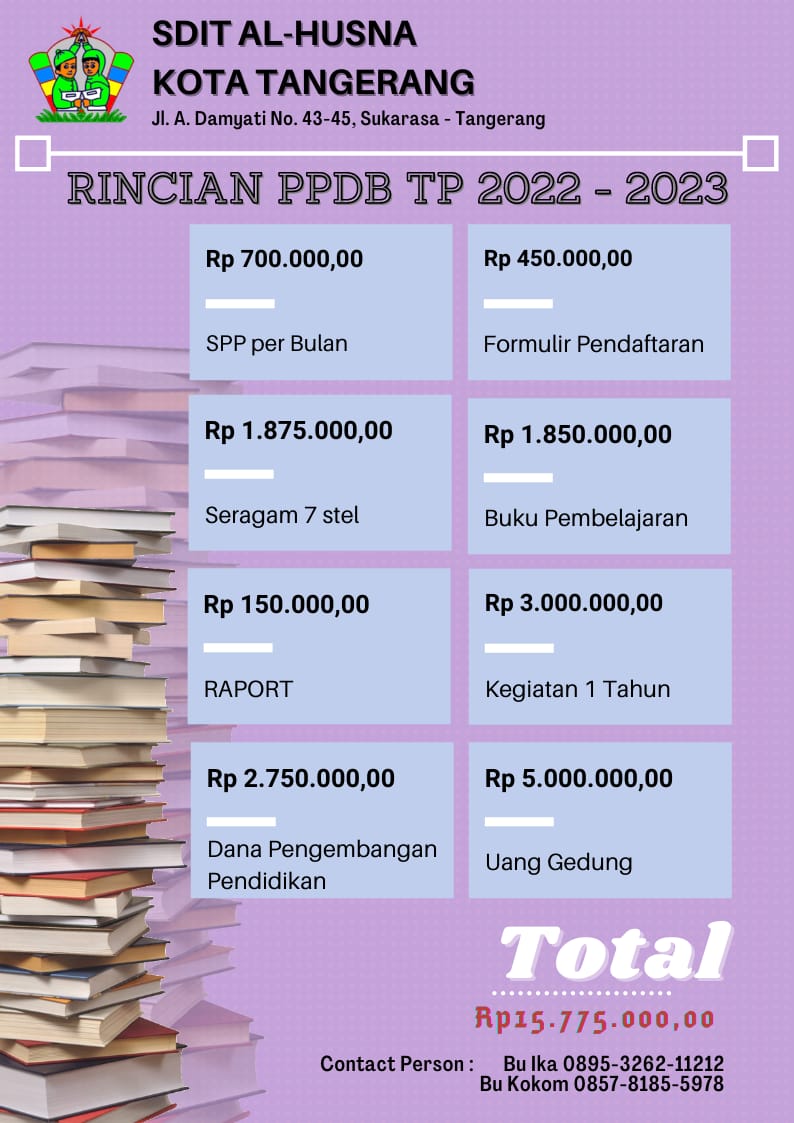 SDIT AL-HUSNA
KOTA TANGERANG
Jl. A. Damyati No. 43-45, Sukarasa - Tangerang
RINCIAN PPDB TP 2022 - 2023
Rp 700.000,00
SPP per Bulan
Rp 450.000,00
Formulir Pendaftaran
Rp 1.875.000,00
Seragam 7 stel
Rp 1.850.000,00
Buku Pembelajaran
Rp 150.000,00
RAPORT
Rp 3.000.000,00
Kegiatan 1 Tahun
Rp 2.750.000,00
Dana Pengembangan
Pendidikan
Rp 5.000.000,00
Uang Gedung
Total
Rp15.775.000,00
Contact Person : Bu Ika 0895-3262-11212
Bu Kokom 0857-8185-5978